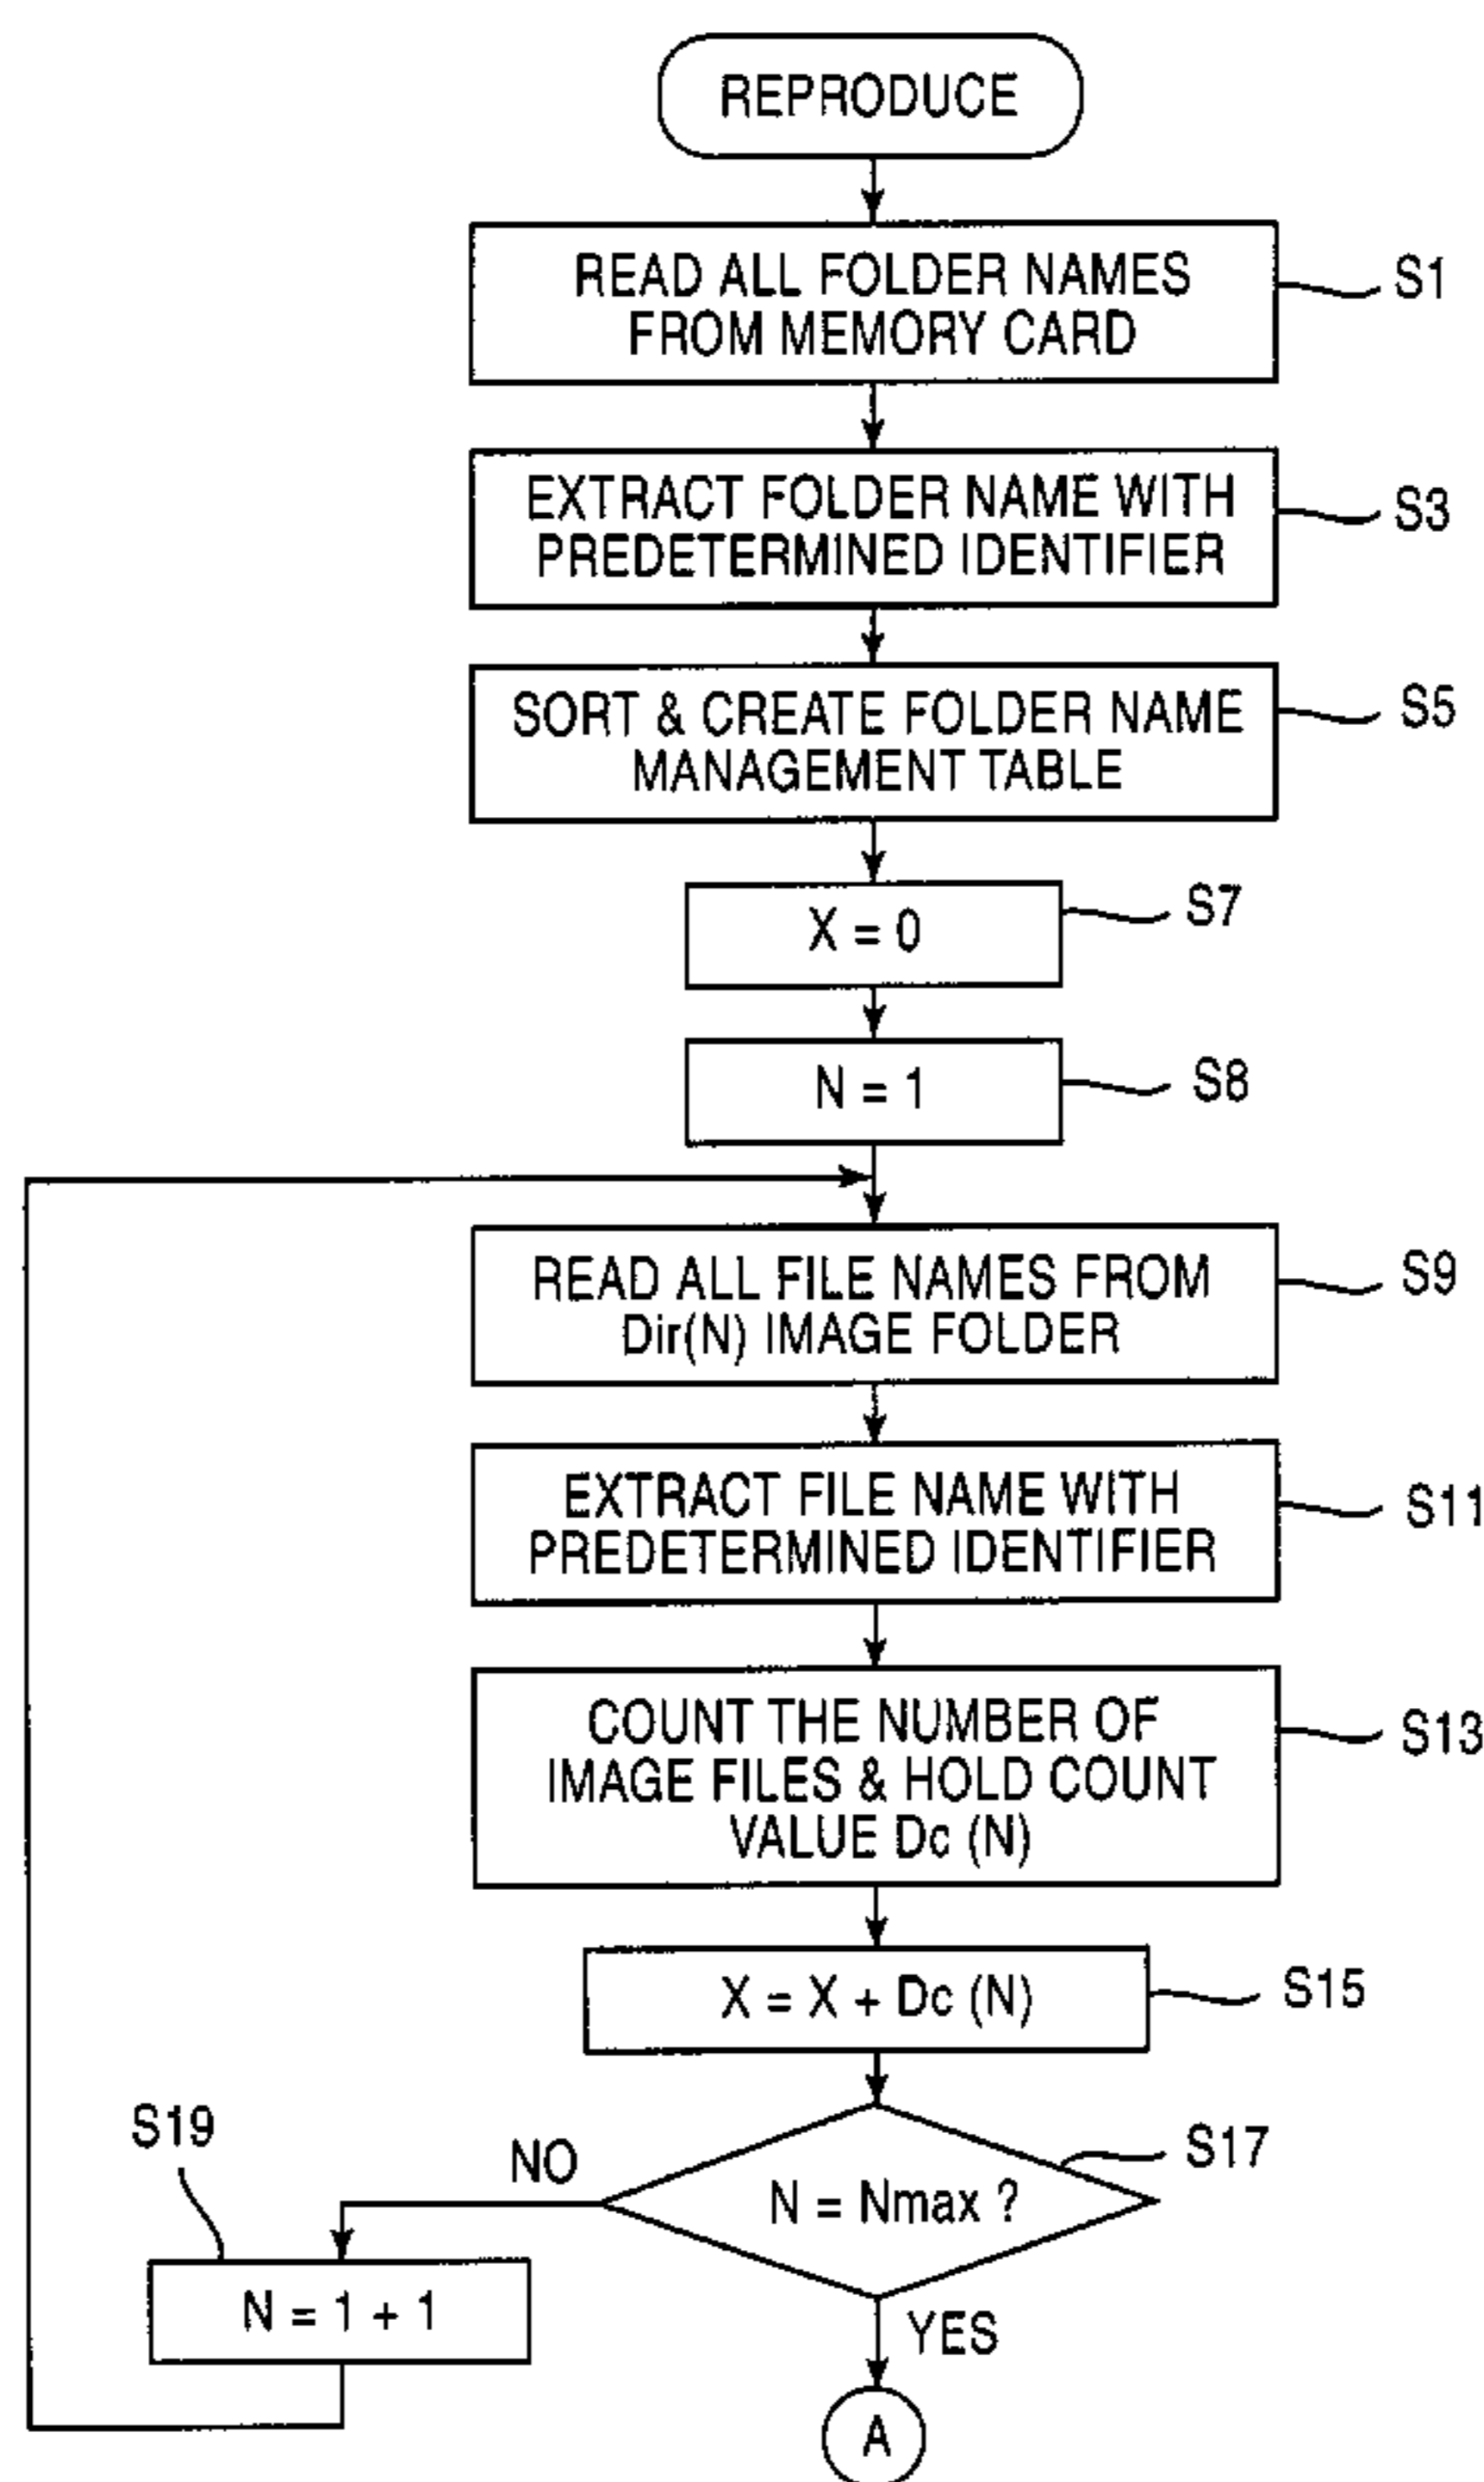 REPRODUCE
READ ALL FOLDER NAMES
FROM MEMORY CARD
S1
EXTRACT FOLDER NAME WITH
PREDETERMINED IDENTIFIER
S3
SORT & CREATE FOLDER NAME
MANAGEMENT TABLE
S5
X = 0
S7
N = 1
S8
READ ALL FILE NAMES FROM
Dir(N) IMAGE FOLDER
S9
EXTRACT FILE NAME WITH
PREDETERMINED IDENTIFIER
S11
COUNT THE NUMBER OF
IMAGE FILES & HOLD COUNT
VALUE Dc (N)
S13
X = X + Dc (N)
S15
N = Nmax ?
S17
NO
S19
N = 1 + 1
YES
A